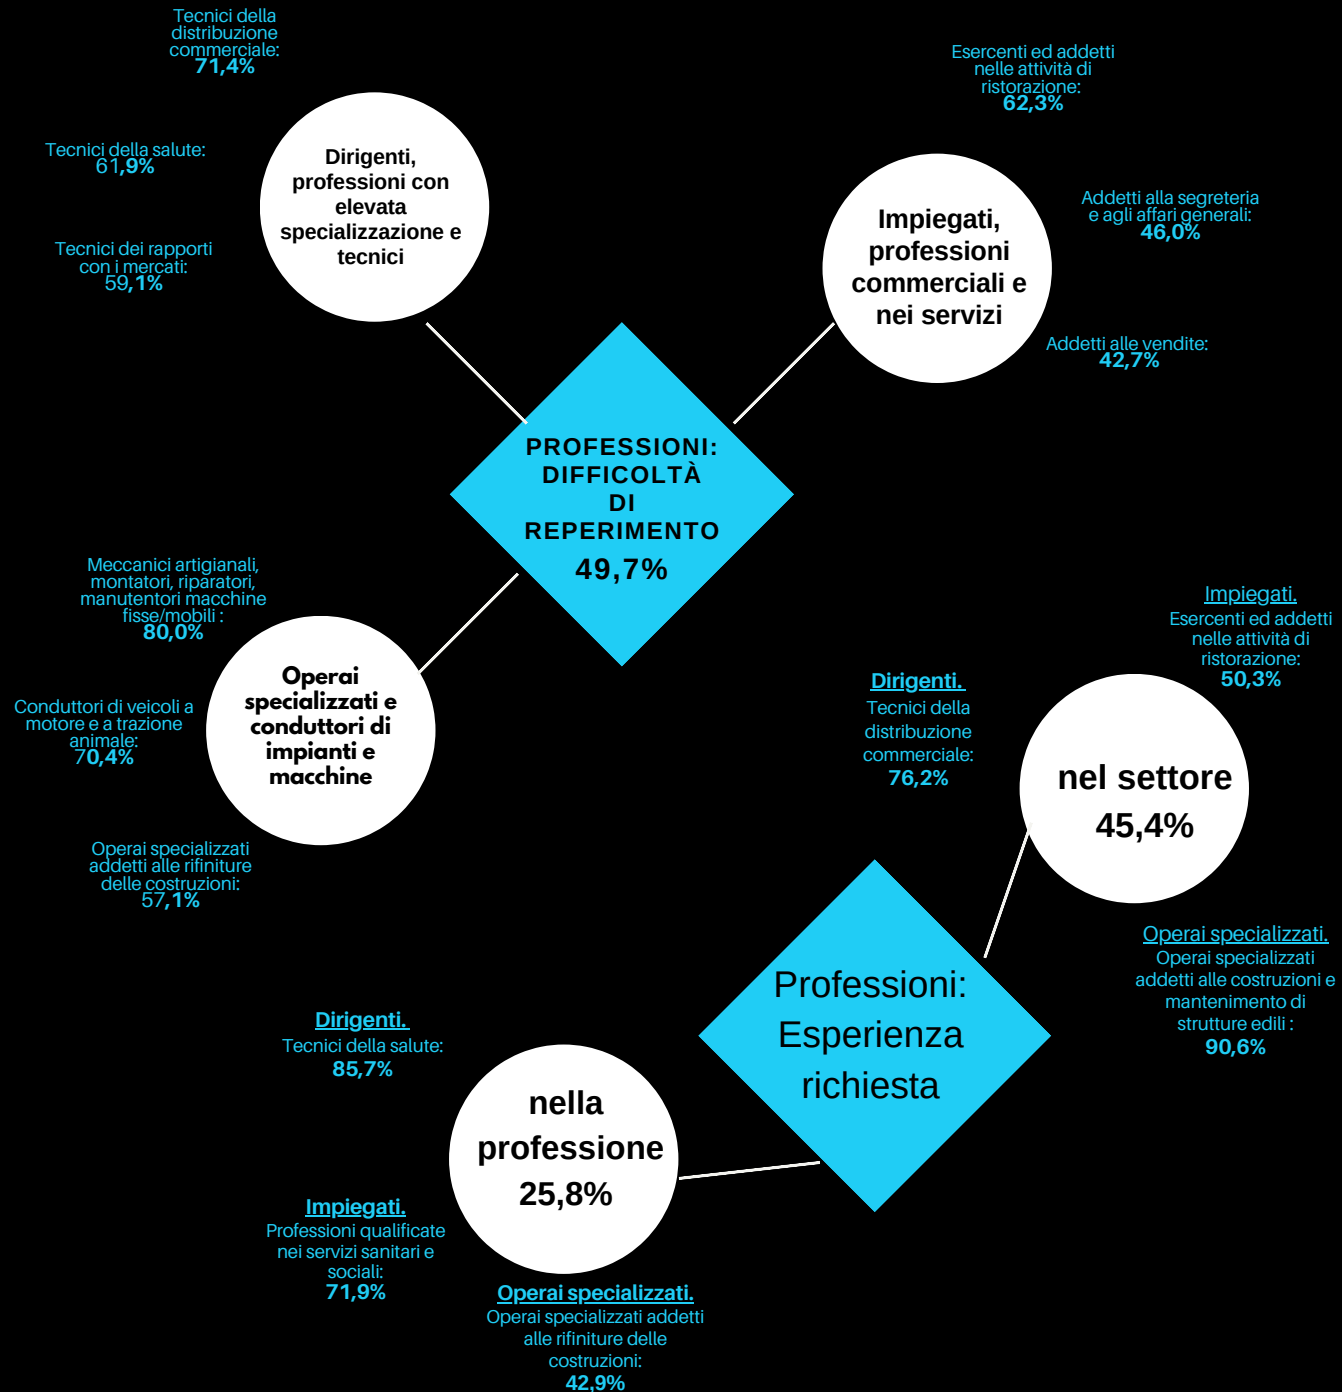 Tecnici della
distribuzione
commerciale:
71,4%
Tecnici della salute:
61,9%
Tecnici dei rapporti
con i mercati:
59,1%
Dirigenti,
professioni con
elevata
specializzazione e
tecnici
Esercenti ed addetti
nelle attività di
ristorazione:
62,3%
Addetti alla segreteria
e agli affari generali:
46,0%
Addetti alle vendite:
42,7%
Impiegati,
professioni
commerciali e
nei servizi
PROFESSIONI:
DIFFICOLTÀ
DI
REPERIMENTO
49,7%
Meccanici artigianali,
montatori, riparatori,
manutentori macchine
fisse/mobili :
80,0%
Conduttori di veicoli a
motore e a trazione
animale:
70,4%
Operai specializzati
addetti alle rifiniture
delle costruzioni:
57,1%
Operai
specializzati e
conduttori di
impianti e
macchine
Impiegati.
Esercenti ed addetti
nelle attività di
ristorazione:
50,3%
Dirigenti.
Tecnici della
distribuzione
commerciale:
76,2%
nel settore
45,4%
Operai specializzati.
Operai specializzati
addetti alle costruzioni e
mantenimento di
strutture edili :
90,6%
Professioni:
Esperienza
richiesta
Dirigenti.
Tecnici della salute:
85,7%
nella
professione
25,8%
Impiegati.
Professioni qualificate
nei servizi sanitari e
sociali:
71,9%
Operai specializzati.
Operai specializzati addetti
alle rifiniture delle
costruzioni:
42,9%